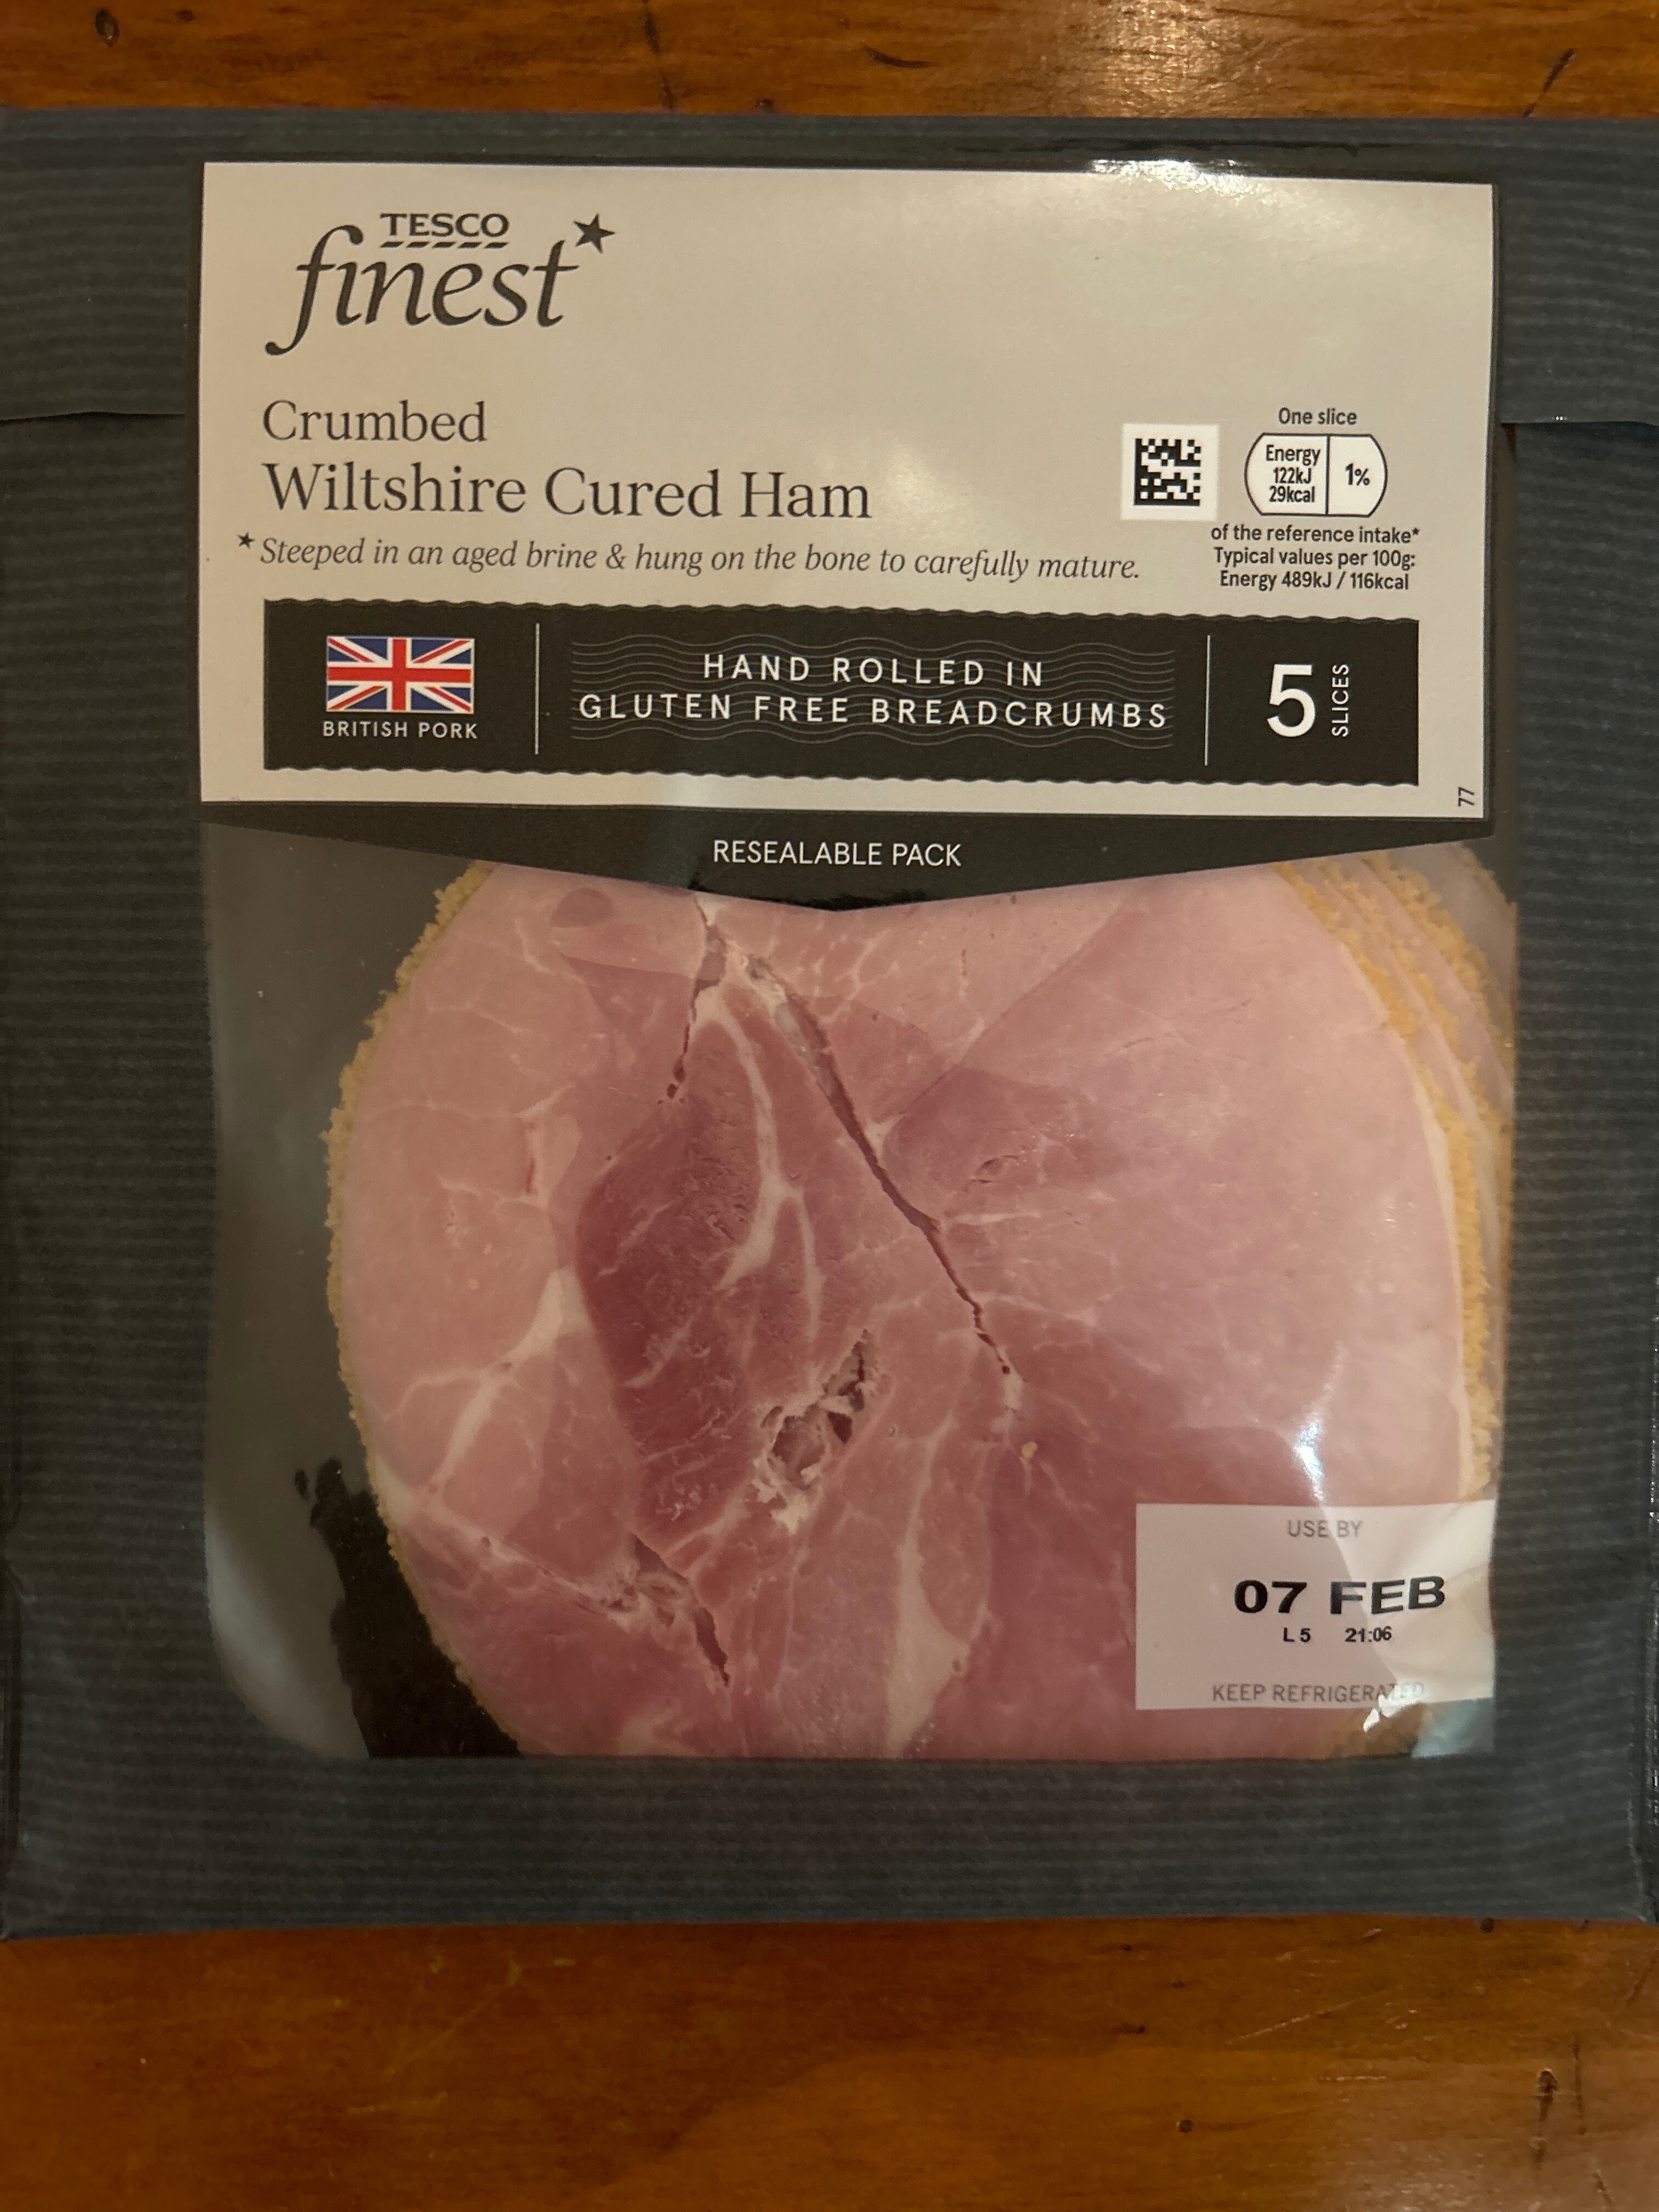 TESCO
finest*
Crumbed
Wiltshire Cured Ham
*Steeped in an aged brine & hung on the bone to carefully mature.
One slice
Energy
122kJ
29kcal
1%
of the reference intake*
Typical values per 100g:
Energy 489kJ / 116kcal
BRITISH PORK
HAND ROLLED IN
GLUTEN FREE BREADCRUMBS
5
SLICES
77
RESEALABLE PACK
USE BY
07 FEB
L5 21:06
KEEP REFRIGERATED